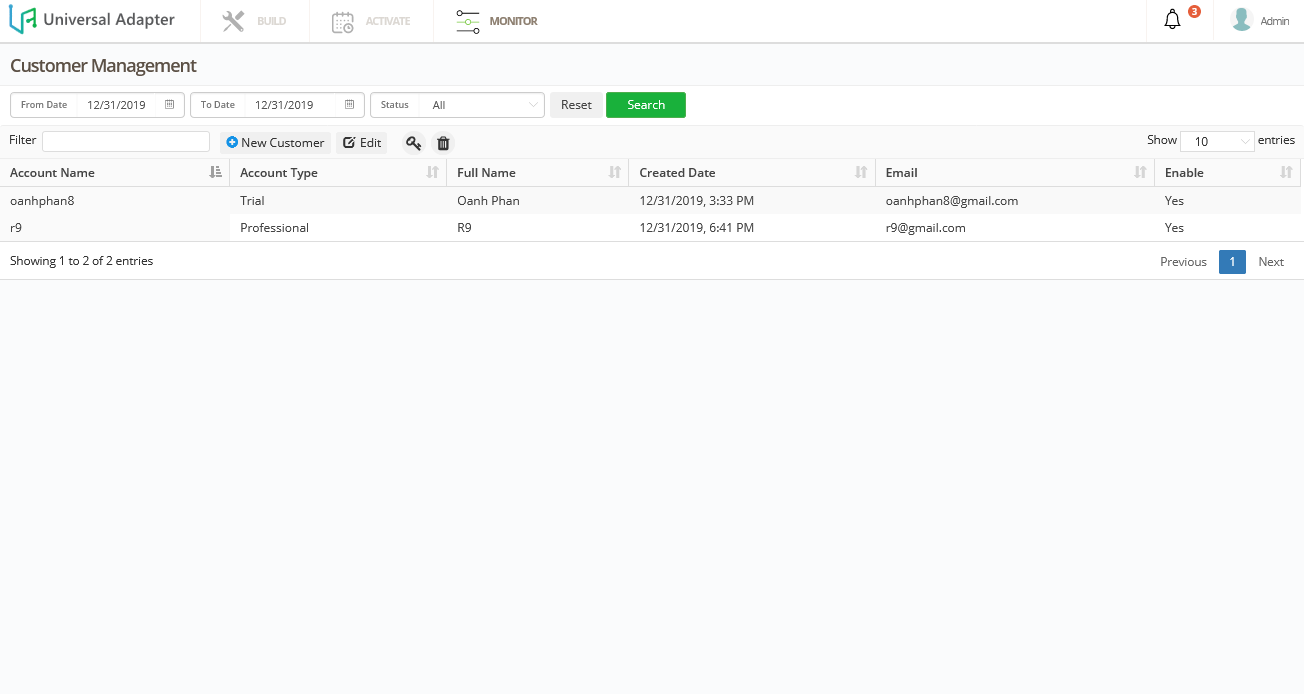 Universal Adapter BUILD ACTIVATE MONITOR 3 Admin
Customer Management
From Date 12/31/2019 To Date 12/31/2019 Status All Reset Search
Filter New Customer Edit Show 10 entries
Account Name Account Type Full Name Created Date Email Enable
oanhphan8 Trial Oanh Phan 12/31/2019, 3:33 PM oanhphan8@gmail.com Yes
r9 Professional R9 12/31/2019, 6:41 PM r9@gmail.com Yes
Showing 1 to 2 of 2 entries Previous 1 Next